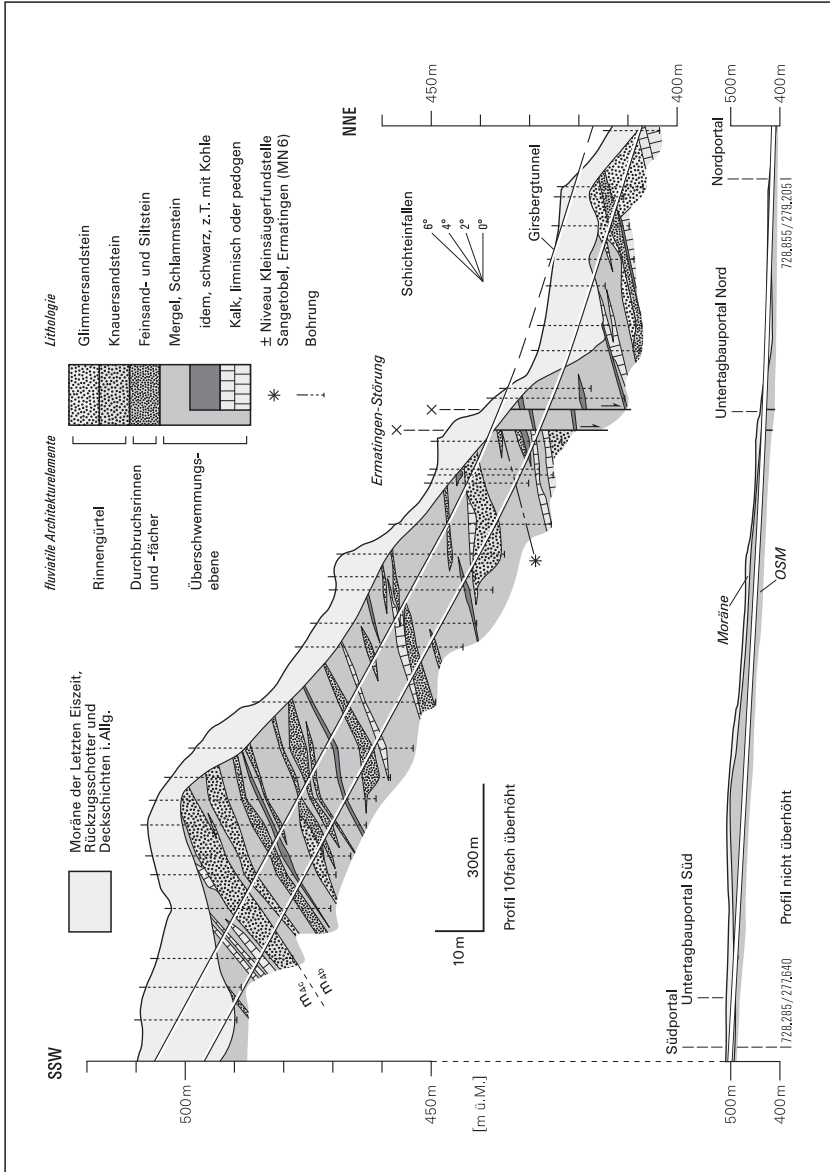 SSW
NNE
Moräne der Letzten Eiszeit,
Rückzugsschotter und
Deckschichten i. Allg.
fluviatile Architekturelemente
Lithologie
Rinnengürtel
Durchbruchsrinnen
und -fächer
Überschwemmungs-
ebene
Glimmersandstein
Knauersandstein
Feinsand- und Siltstein
Mergel, Schlammstein
idem, schwarz, z.T. mit Kohle
Kalk, limnisch oder pedogen
± Niveau Kleinsäugerfundstelle
Sangetobel, Ermatingen (MN 6)
Bohrung
Ermatingen-Störung
Schichteinfallen
6°
4°
2°
0°
Girsbergtunnel
500 m
450 m
[m ü.M.]
450 m
400 m
m4c
m4b
10 m
300 m
Profil 10fach überhöht
Südportal
Untertagbauportal Süd
Untertagbauportal Nord
Nordportal
500 m
400 m
500 m
400 m
Moräne
OSM
728.285 / 277.640
Profil nicht überhöht
728.855 / 279.205